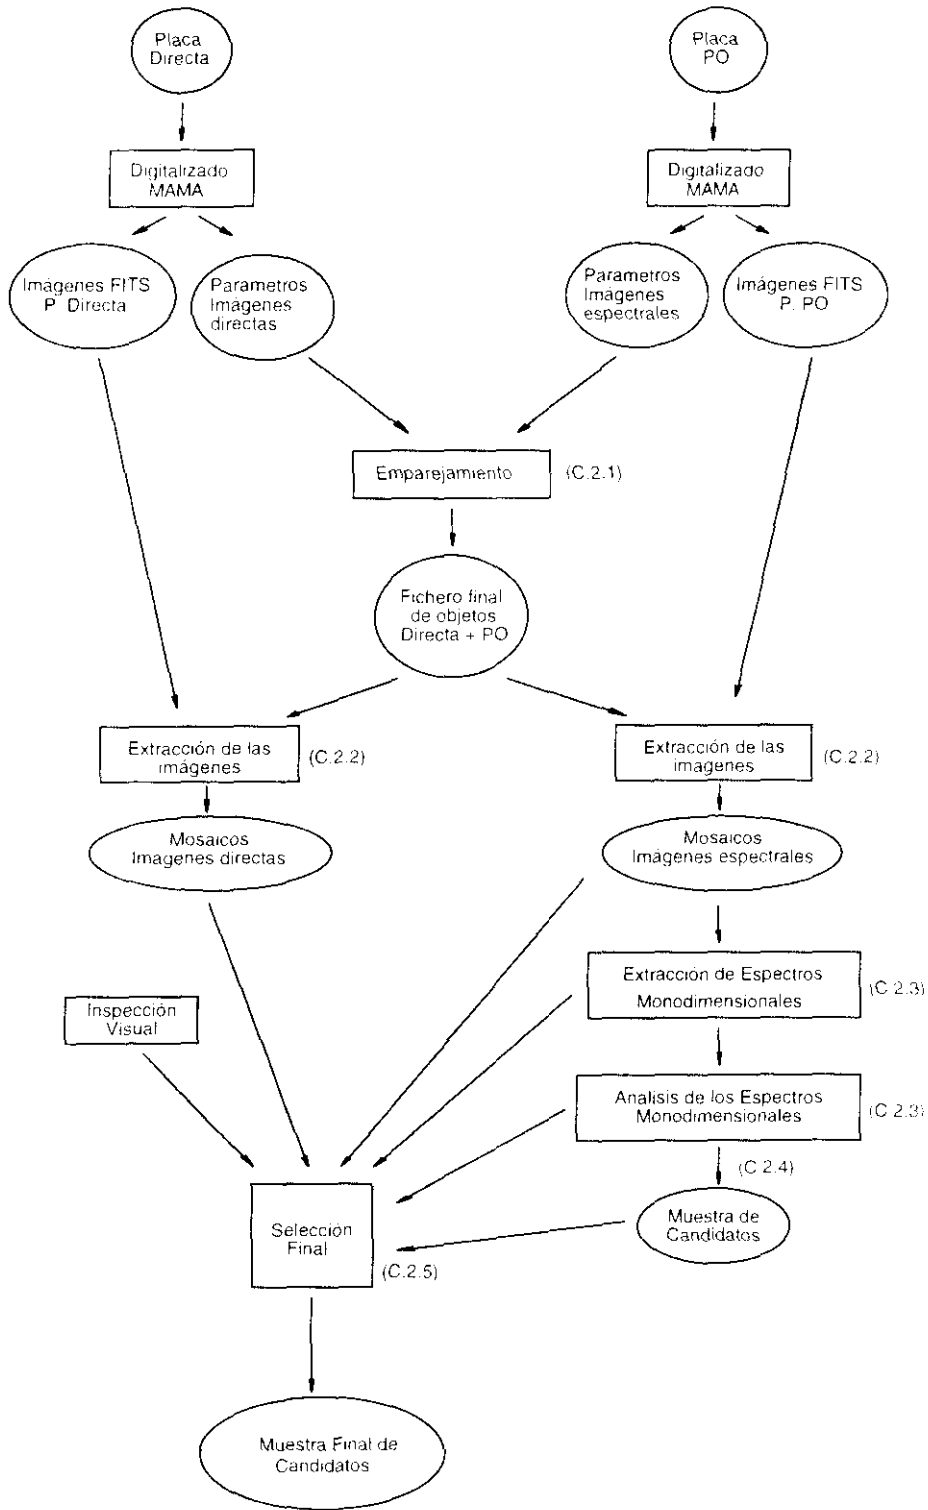 Placa
Directa
Placa
PO
Digitalizado
MAMA
Digitalizado
MAMA
Imágenes FITS
P. Directa
Parametros
Imágenes
directas
Parametros
Imágenes
espectrales
Imágenes FITS
P. PO
Emparejamiento
(C.2.1)
Fichero final
de objetos
Directa + PO
Extracción de las
imágenes
(C.2.2)
Extracción de las
imagenes
(C.2.2)
Mosaicos
Imagenes directas
Mosaicos
Imágenes espectrales
Extracción de Espectros
Monodimensionales
(C 2.3)
Inspección
Visual
Analisis de los Espectros
Monodimensionales
(C 2.3)
(C 2.4)
Selección
Final
(C.2.5)
Muestra de
Candidatos
Muestra Final de
Candidatos